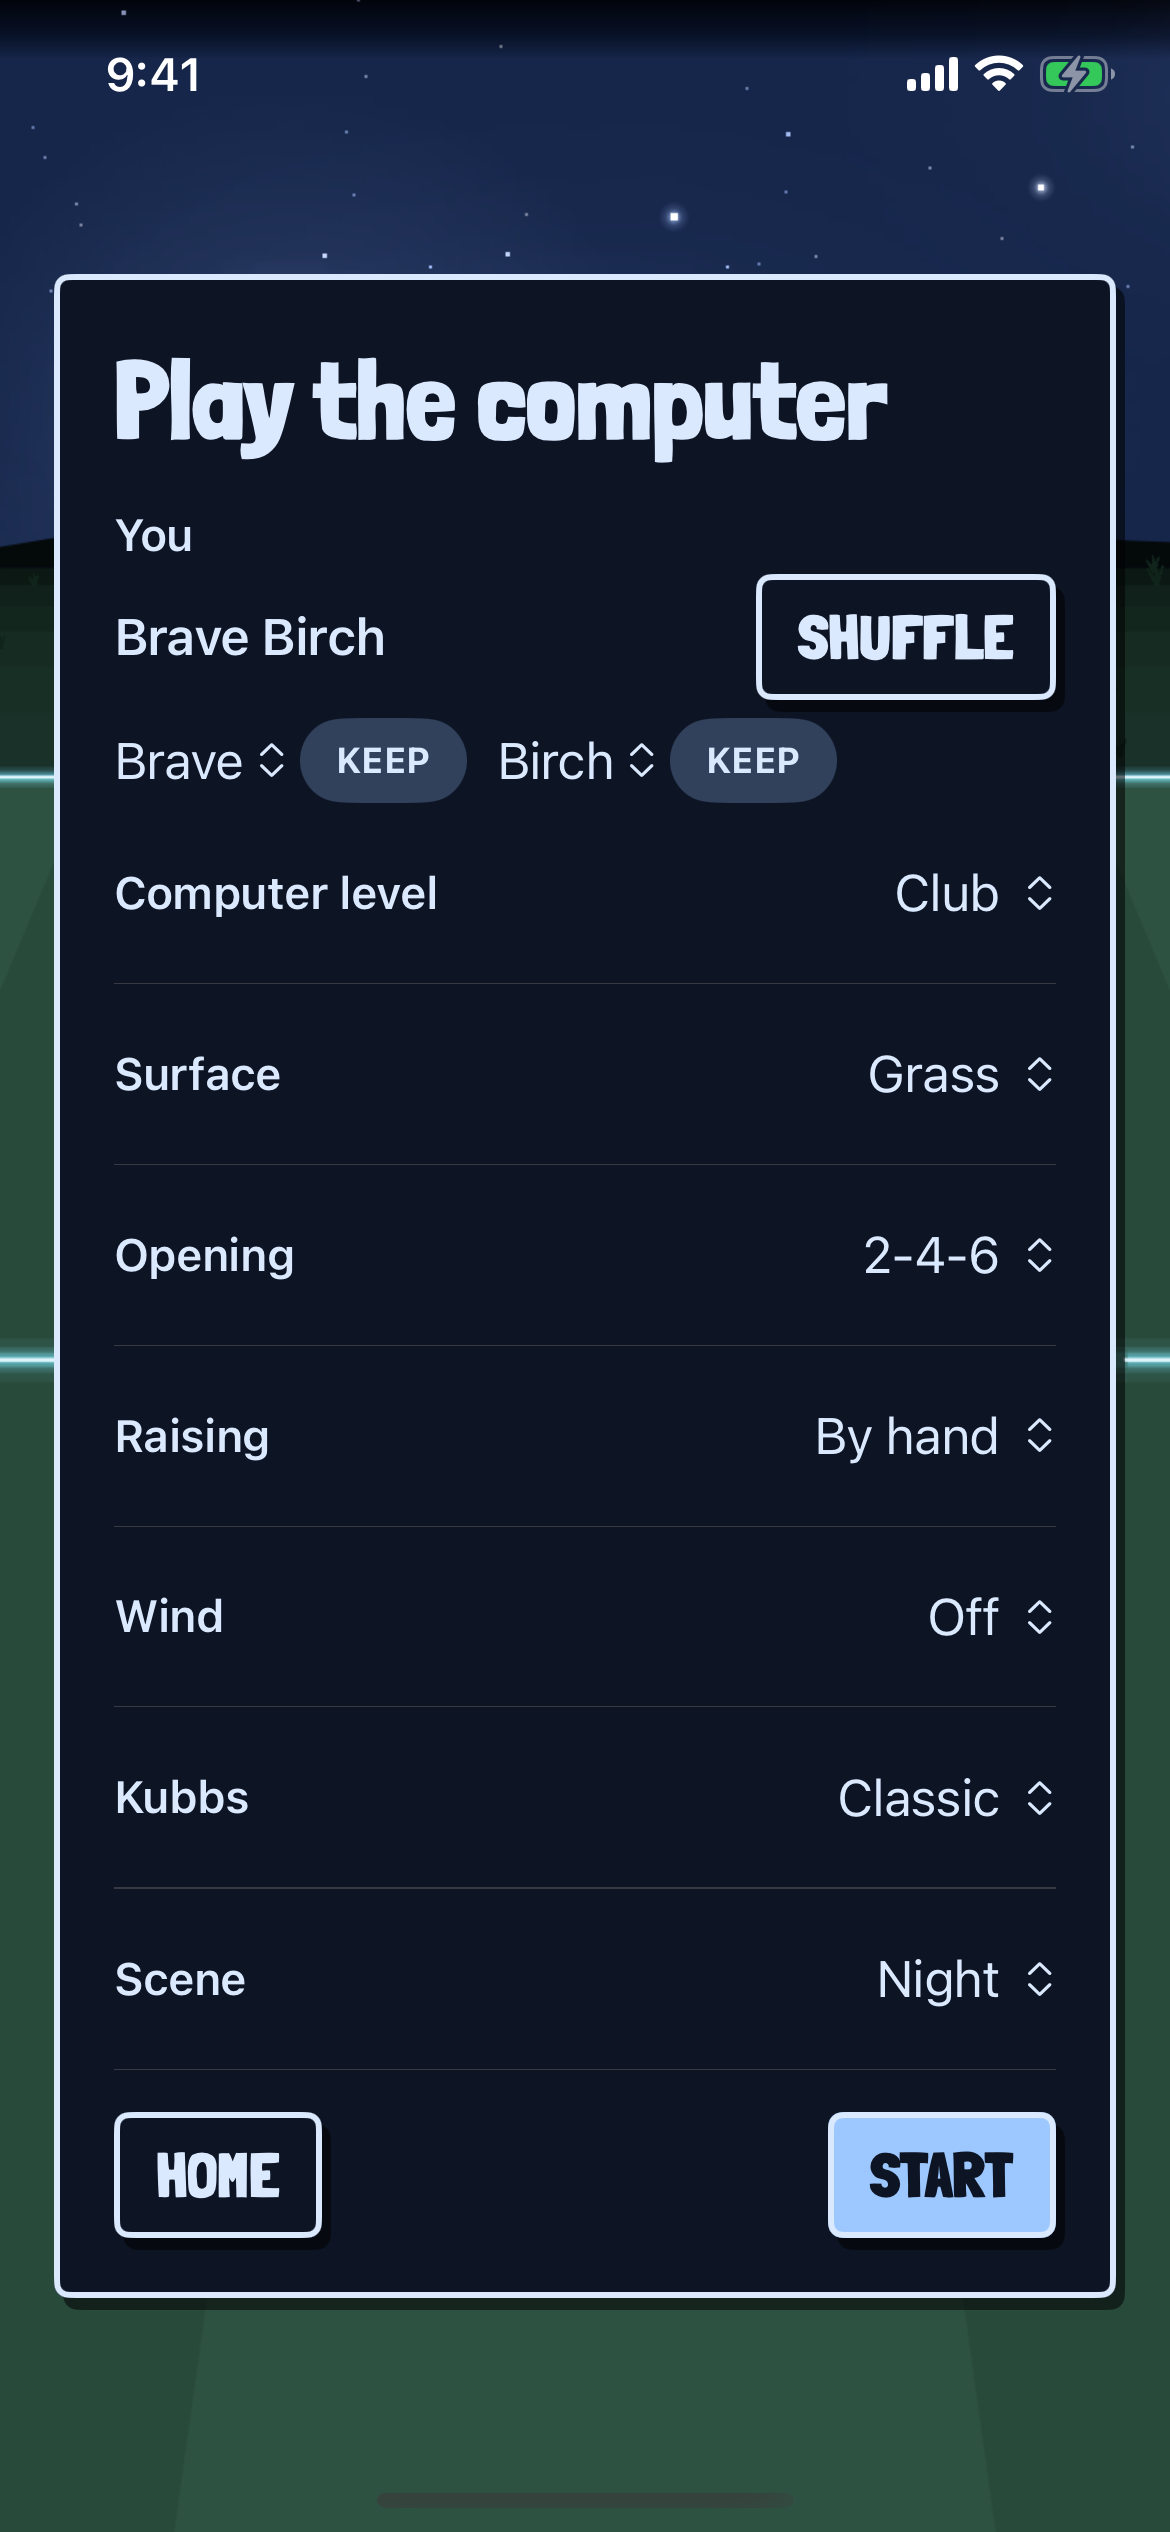 9:41
Play the computer
You
Brave Birch
SHUFFLE
Brave KEEP Birch KEEP
Computer level Club
Surface Grass
Opening 2-4-6
Raising By hand
Wind Off
Kubbs Classic
Scene Night
HOME START